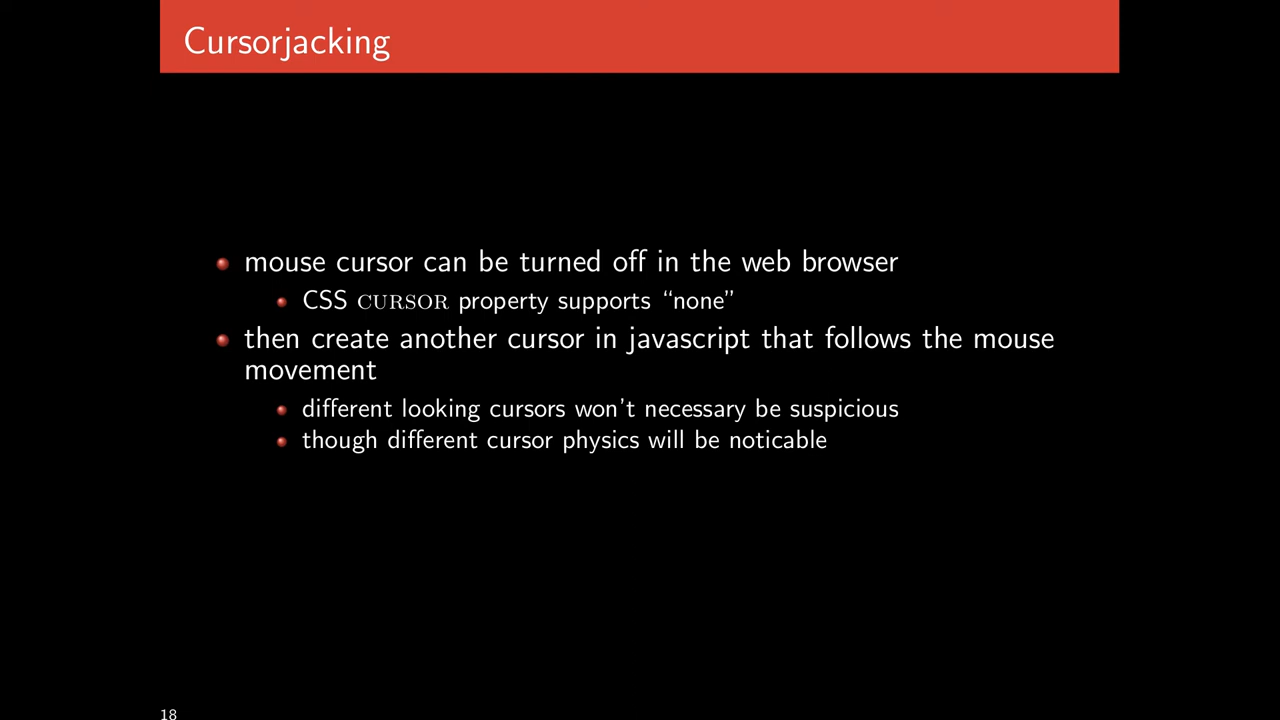 Cursorjacking
mouse cursor can be turned off in the web browser
CSS CURSOR property supports “none”
then create another cursor in javascript that follows the mouse
movement
different looking cursors won’t necessary be suspicious
though different cursor physics will be noticable
18